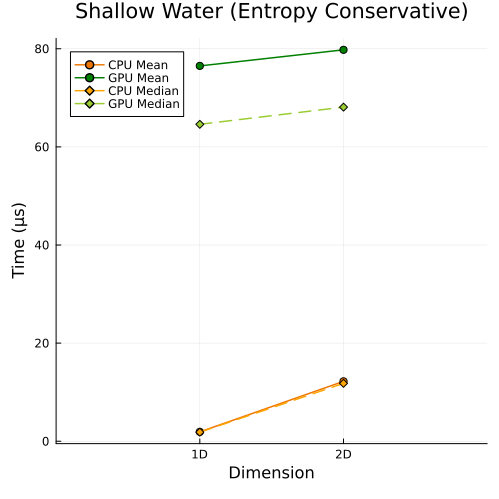 Shallow Water (Entropy Conservative)
80
60
40
20
0
Time (μs)
CPU Mean
GPU Mean
CPU Median
GPU Median
1D 2D
Dimension